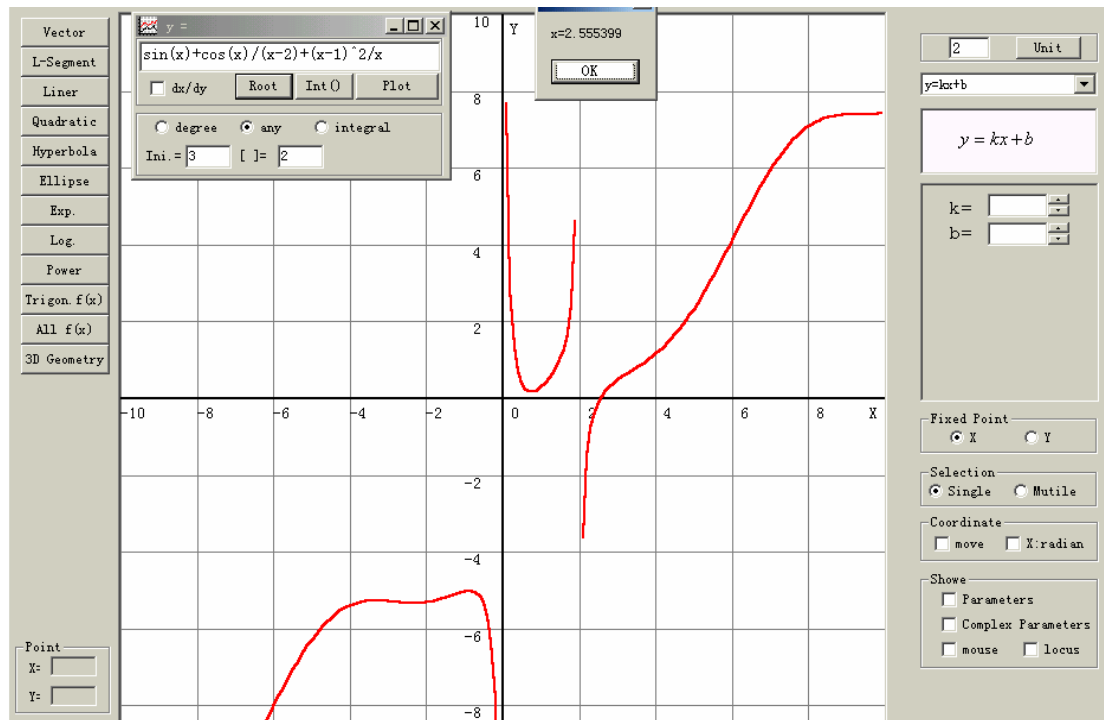 Vector
L-Segment
Liner
Quadratic
Hyperbola
Ellipse
Exp.
Log.
Power
Trigon. f(x)
All f(x)
3D Geometry
Point
X=
Y=
y =
sin(x)+cos(x)/(x-2)+(x-1)^2/x
dx/dy Root Int() Plot
degree any integral
Ini.= 3 [ ]= 2
x=2.555399
OK
10 Y
8
6
4
2
-10 -8 -6 -4 -2 0 2 4 6 8 X
-2
-4
-6
-8
2 Unit
y=kx+b
y = kx+b
k=
b=
Fixed Point
X Y
Selection
Single Mutile
Coordinate
move X:radian
Showe
Parameters
Complex Parameters
mouse locus